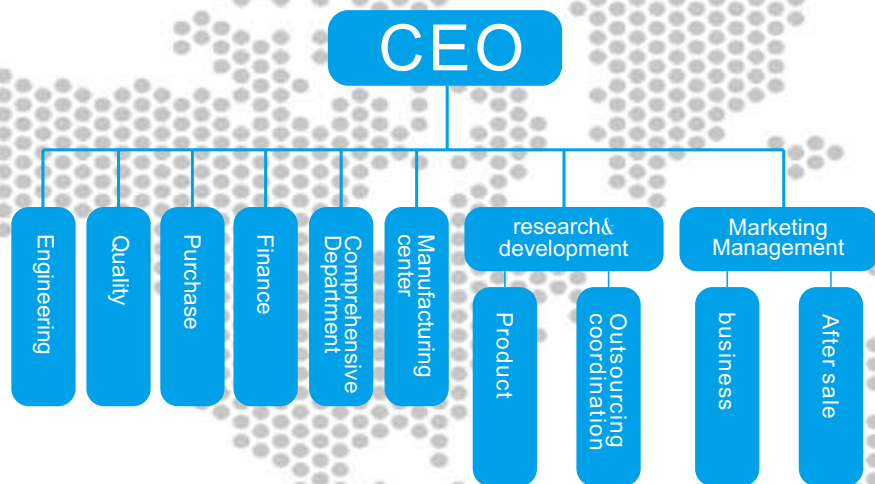 CEO
Engineering
Quality
Purchase
Finance
Comprehensive
Department
Manufacturing
center
research&
development
Marketing
Management
Product
Outsourcing
coordination
business
After sale